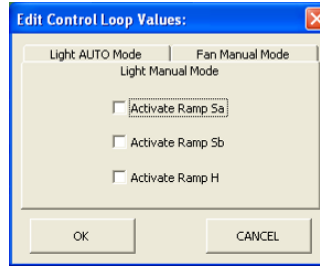 Edit Control Loop Values:
Light AUTO Mode
Fan Manual Mode
Light Manual Mode
Activate Ramp Sa
Activate Ramp Sb
Activate Ramp H
OK
CANCEL